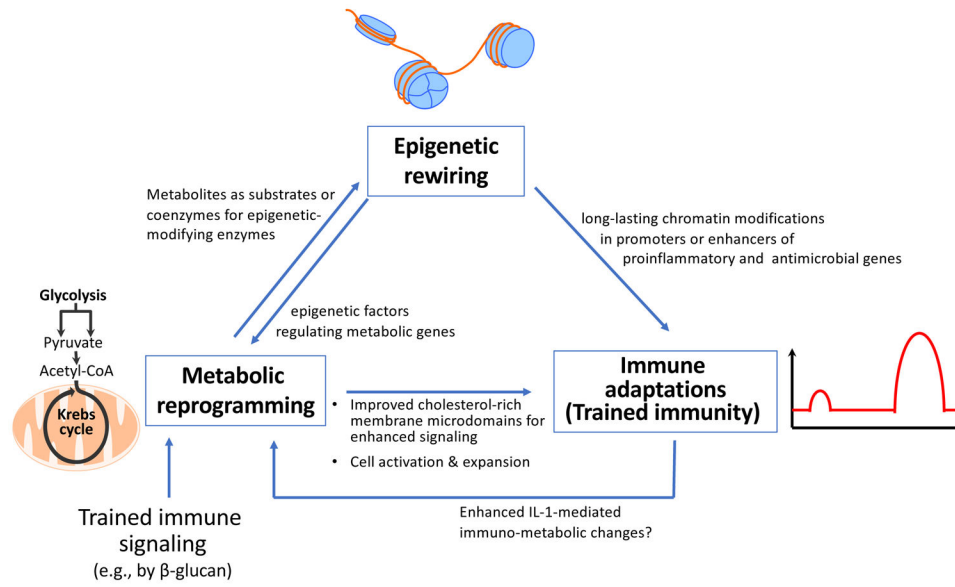 Epigenetic
rewiring
Metabolites as substrates or
coenzymes for epigenetic-
modifying enzymes
long-lasting chromatin modifications
in promoters or enhancers of
proinflammatory and antimicrobial genes
epigenetic factors
regulating metabolic genes
Glycolysis
Pyruvate
Acetyl-CoA
Krebs
cycle
Metabolic
reprogramming
Immune
adaptations
(Trained immunity)
• Improved cholesterol-rich
membrane microdomains for
enhanced signaling
• Cell activation & expansion
Enhanced IL-1-mediated
immuno-metabolic changes?
Trained immune
signaling
(e.g., by β-glucan)